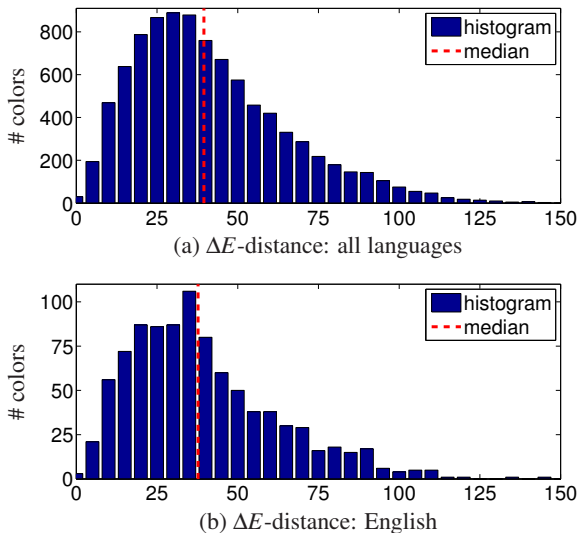 800
600
400
200
0
# colors
histogram
median
0 25 50 75 100 125 150
(a) ΔE-distance: all languages
100
75
50
25
0
# colors
histogram
median
0 25 50 75 100 125 150
(b) ΔE-distance: English